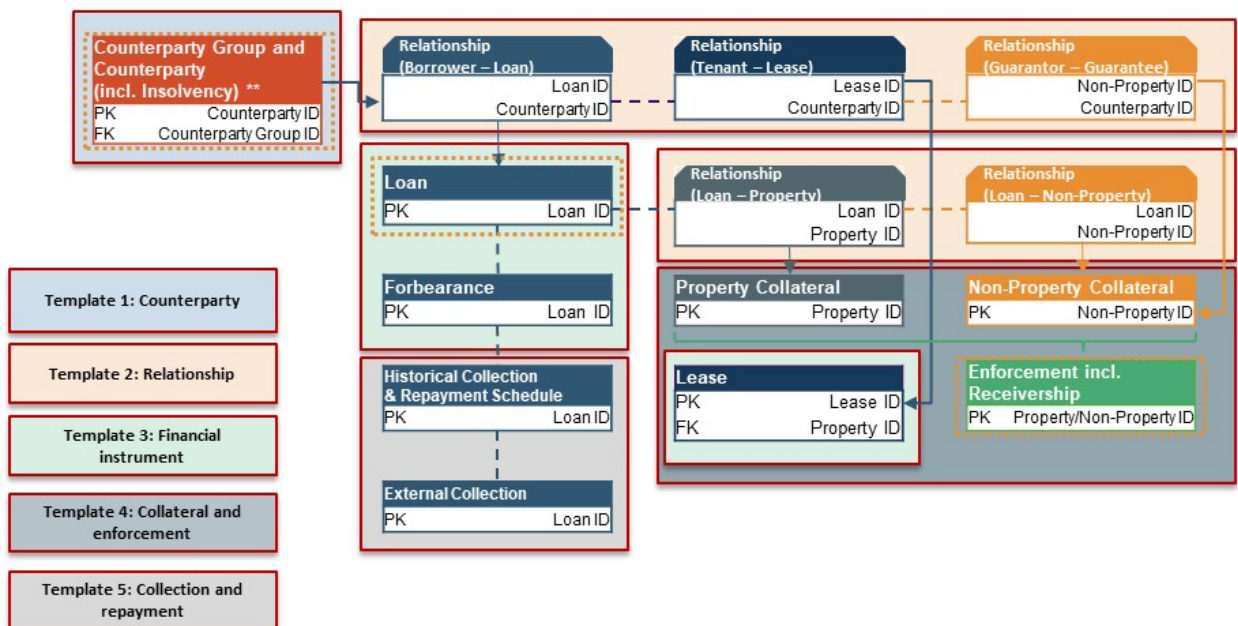 Counterparty Group and
Counterparty
(incl. Insolvency) **
PK Counterparty ID
FK Counterparty Group ID
Relationship
(Borrower – Loan)
Loan ID
Counterparty ID
Relationship
(Tenant – Lease)
Lease ID
Counterparty ID
Relationship
(Guarantor – Guarantee)
Non-Property ID
Counterparty ID
Loan
PK Loan ID
Relationship
(Loan – Property)
Loan ID
Property ID
Relationship
(Loan – Non-Property)
Loan ID
Non-Property ID
Forbearance
PK Loan ID
Property Collateral
PK Property ID
Non-Property Collateral
PK Non-Property ID
Historical Collection
& Repayment Schedule
PK Loan ID
Lease
PK Lease ID
FK Property ID
Enforcement incl.
Receivership
PK Property/Non-Property ID
External Collection
PK Loan ID
Template 1: Counterparty
Template 2: Relationship
Template 3: Financial
instrument
Template 4: Collateral and
enforcement
Template 5: Collection and
repayment